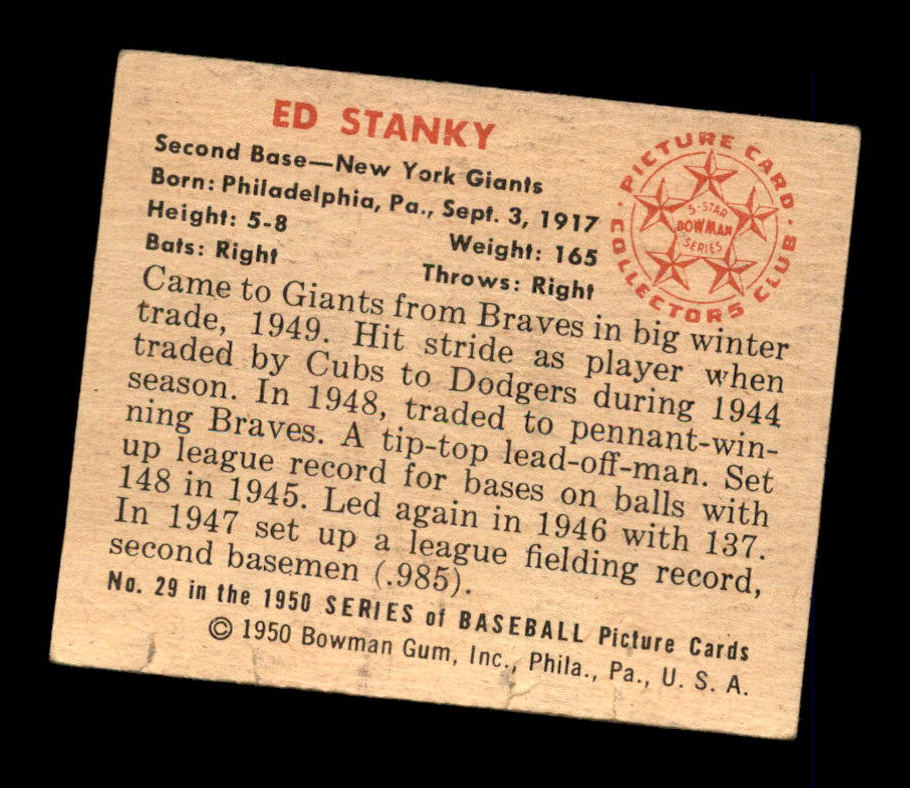 ED STANKY
Second Base—New York Giants
Born: Philadelphia, Pa., Sept. 3, 1917
Height: 5-8 Weight: 165
Bats: Right Throws: Right
PICTURE CARD
COLLECTORS CLUB
5-STAR
BOWMAN
SERIES
Came to Giants from Braves in big winter
trade, 1949. Hit stride as player when
traded by Cubs to Dodgers during 1944
season. In 1948, traded to pennant-win-
ning Braves. A tip-top lead-off-man. Set
up league record for bases on balls with
148 in 1945. Led again in 1946 with 137.
In 1947 set up a league fielding record,
second basemen (.985).
No. 29 in the 1950 SERIES of BASEBALL Picture Cards
© 1950 Bowman Gum, Inc., Phila., Pa., U. S. A.